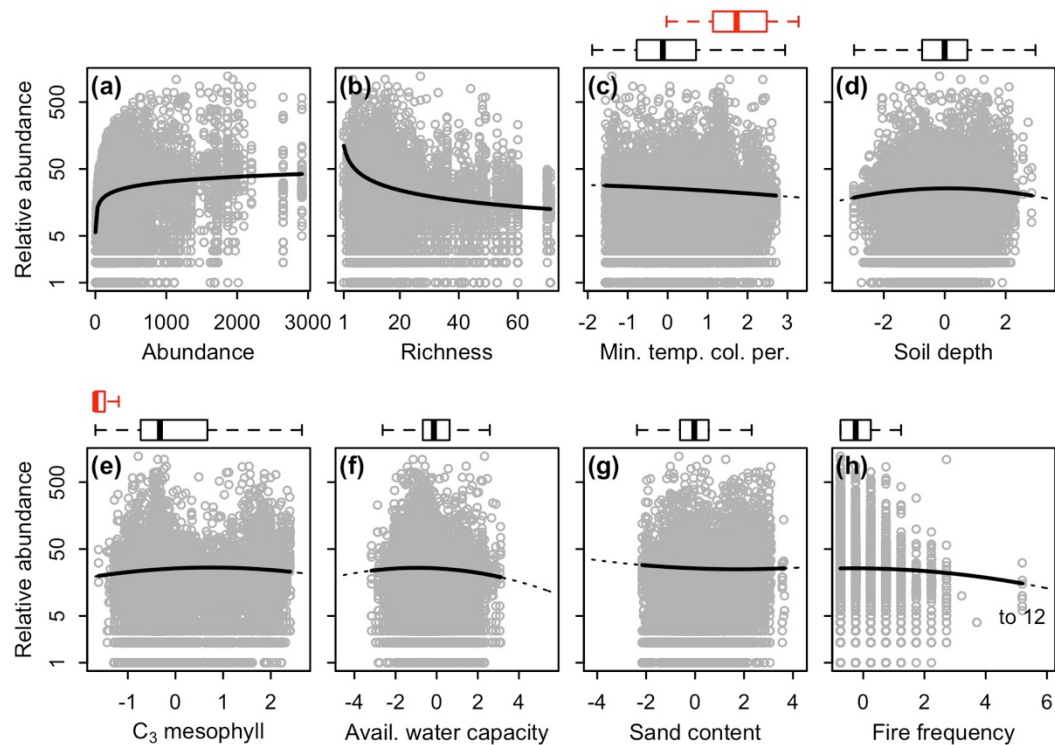 (a) (b) (c) (d)
Relative abundance
500
50
5
1
0 1000 2000 3000 1 20 40 60 -2 -1 0 1 2 3 -2 0 2
Abundance Richness Min. temp. col. per. Soil depth
(e) (f) (g) (h)
Relative abundance
500
50
5
1
to 12
-1 0 1 2 -4 -2 0 2 4 6 -4 -2 0 2 4 0 2 4 6
C₃ mesophyll Avail. water capacity Sand content Fire frequency